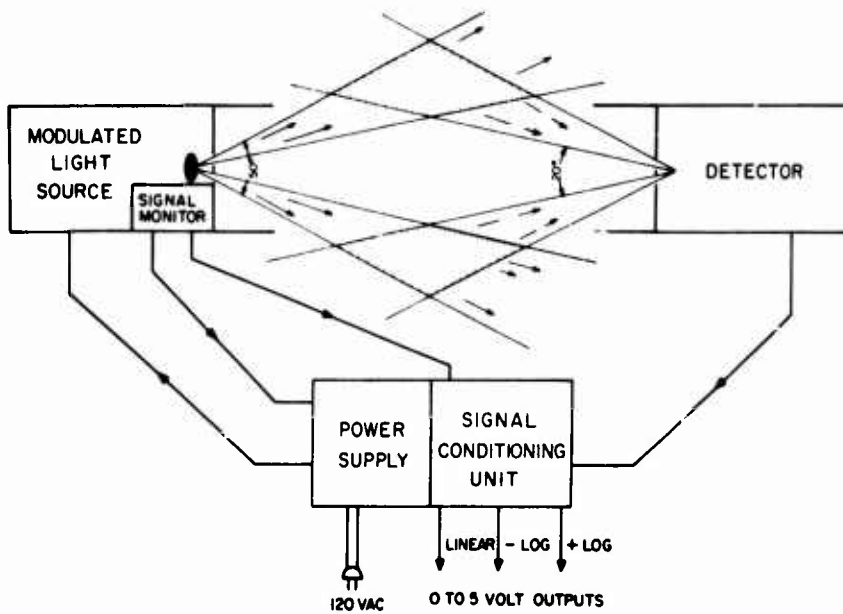 MODULATED
LIGHT
SOURCE
SIGNAL
MONITOR
20°
DETECTOR
POWER
SUPPLY
SIGNAL
CONDITIONING
UNIT
LINEAR - LOG + LOG
120 VAC
0 TO 5 VOLT OUTPUTS